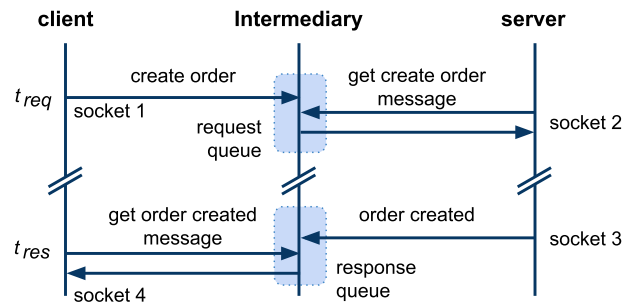 client
Intermediary
server
create order
get create order
message
t req
socket 1
request
queue
socket 2
get order created
message
order created
t res
socket 3
response
queue
socket 4